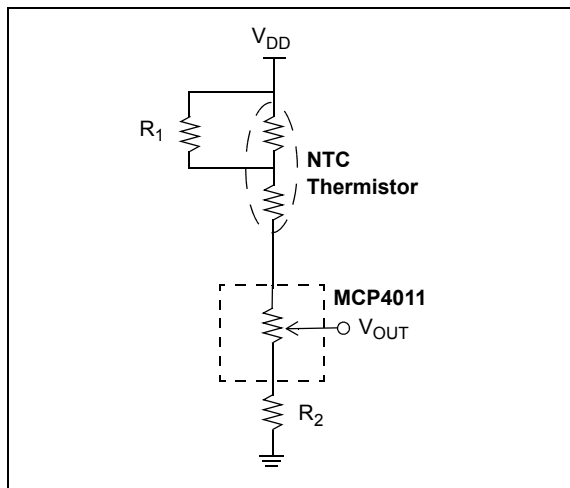 V_DD
R_1
NTC
Thermistor
MCP4011
V_OUT
R_2